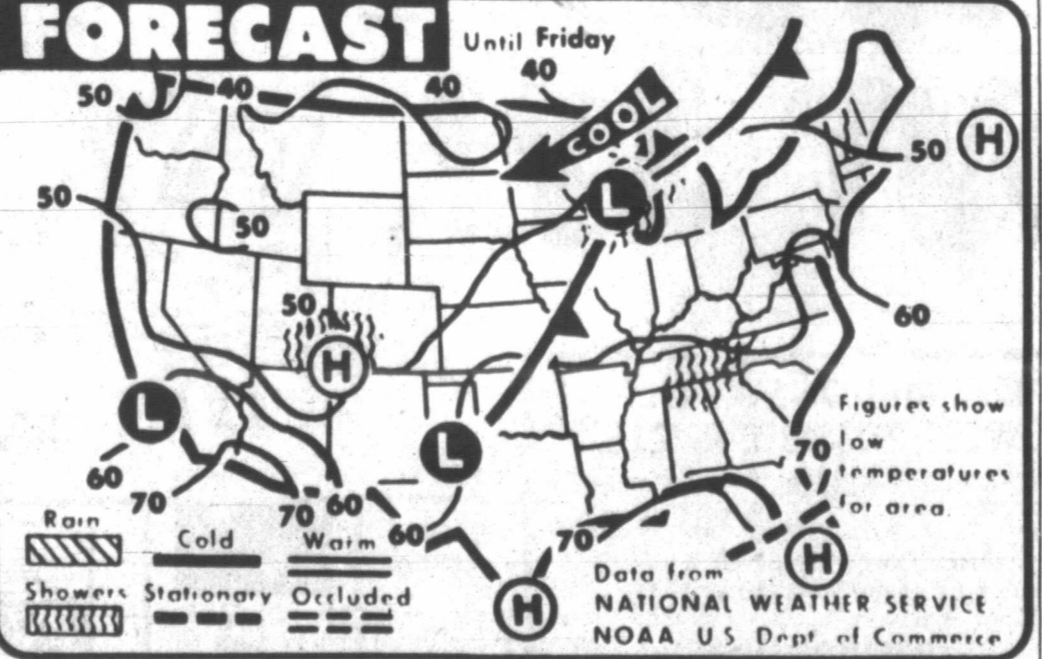 FORECAST
Until Friday
50
40
40
40
COOL
H
50
L
50
50
50
60
H
L
L
Figures show
low
temperatures
for area.
70
60
70
70
60
60
70
H
H
Rain
Cold
Warm
Showers
Stationary
Occluded
Data from
NATIONAL WEATHER SERVICE
NOAA U S Dept. of Commerce